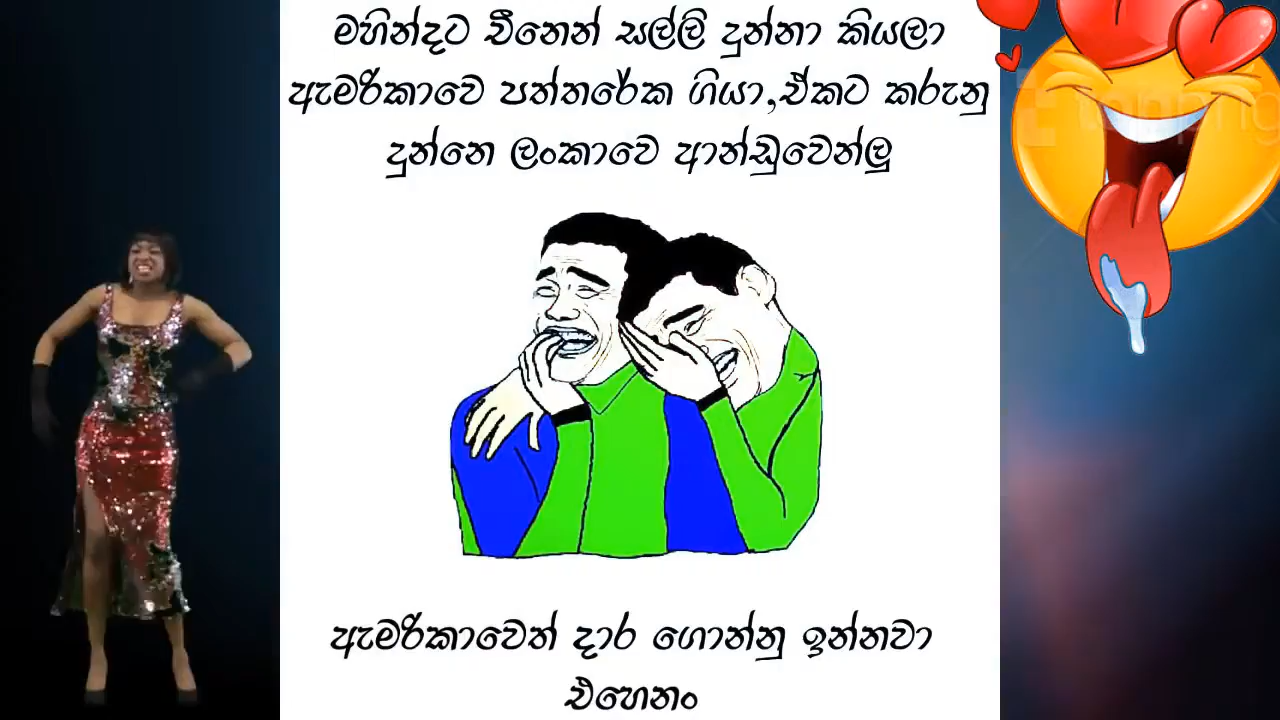 මහින්දට චීනෙන් සල්ලි දුන්නා කියලා
ඇමරිකාවෙ පත්තරේක ගියා,ඒකට කරුනු
දුන්නෙ ලංකාවෙ ආන්ඩුවෙන්ලු
ඇමරිකාවෙත් දාර ගොන්නු ඉන්නවා
එහෙනං